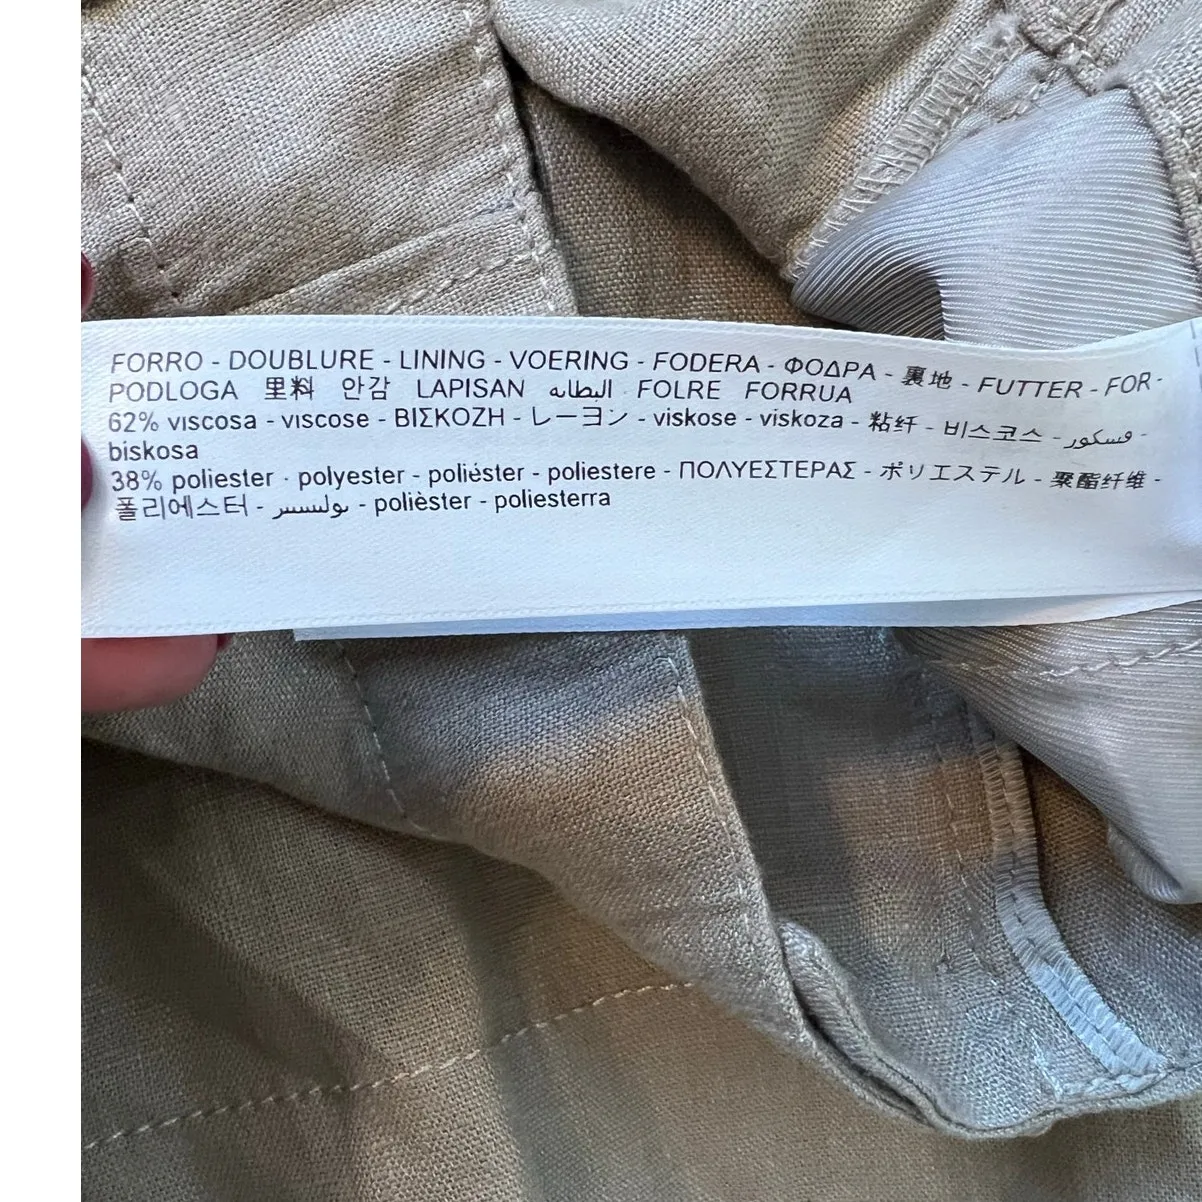 FORRO - DOUBLURE - LINING - VOERING - FODERA - ΦΟΔΡΑ - 裏地 - FUTTER - FOR -
PODLOGA 里料 안감 LAPISAN البطانه FOLRE FORRUA
62% viscosa - viscose - ΒΙΣΚΟΖΗ - レーヨン - viskose - viskoza - 粘纤 - 비스코스 - فسكوز -
biskosa
38% poliester - polyester - poliéster - poliestere - ΠΟΛΥΕΣΤΕΡΑΣ - ポリエステル - 聚酯纤维 -
폴리에스터 - بوليستر - polièster - poliesterra